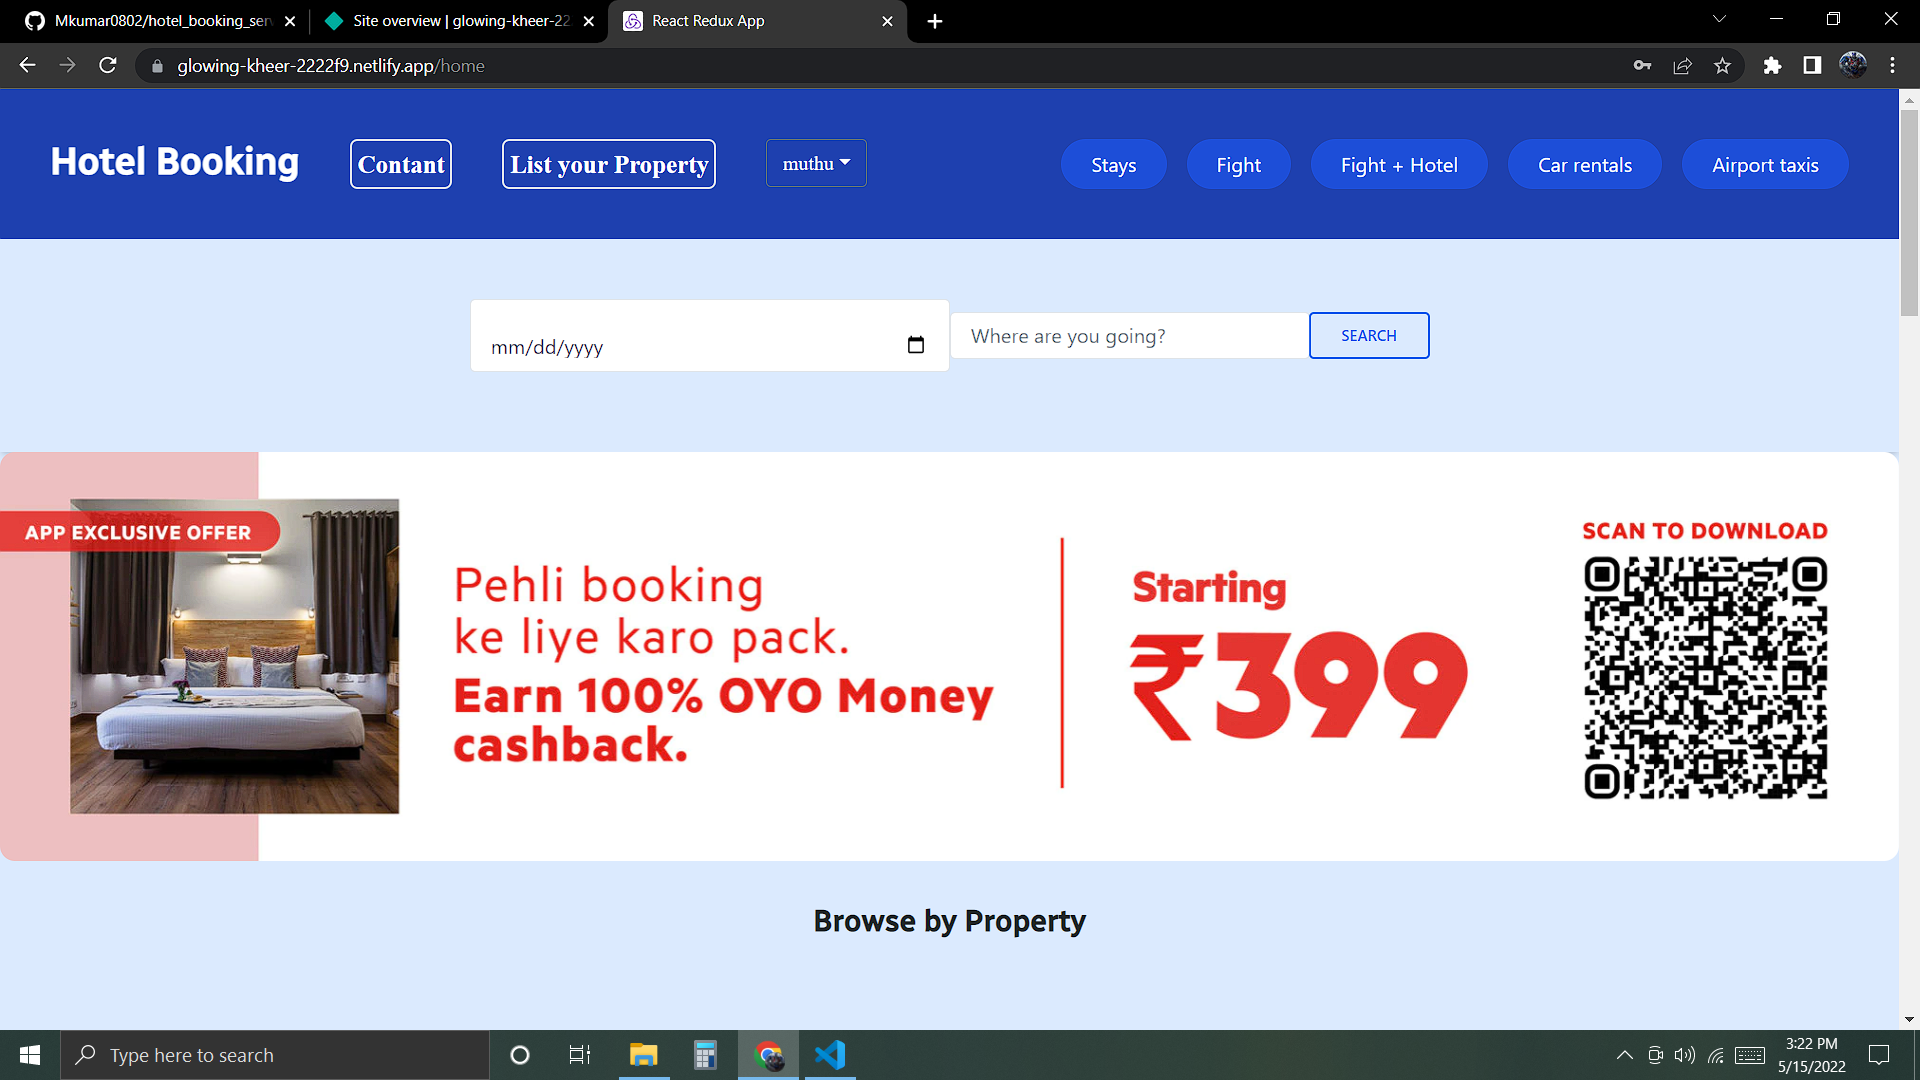 Mkumar0802/hotel_booking_serv
Site overview | glowing-kheer-22
React Redux App
glowing-kheer-2222f9.netlify.app/home
Hotel Booking
Contant
List your Property
muthu
Stays
Fight
Fight + Hotel
Car rentals
Airport taxis
mm/dd/yyyy
Where are you going?
SEARCH
APP EXCLUSIVE OFFER
Pehli booking
ke liye karo pack.
Earn 100% OYO Money
cashback.
Starting
₹399
SCAN TO DOWNLOAD
Browse by Property
Type here to search
3:22 PM
5/15/2022